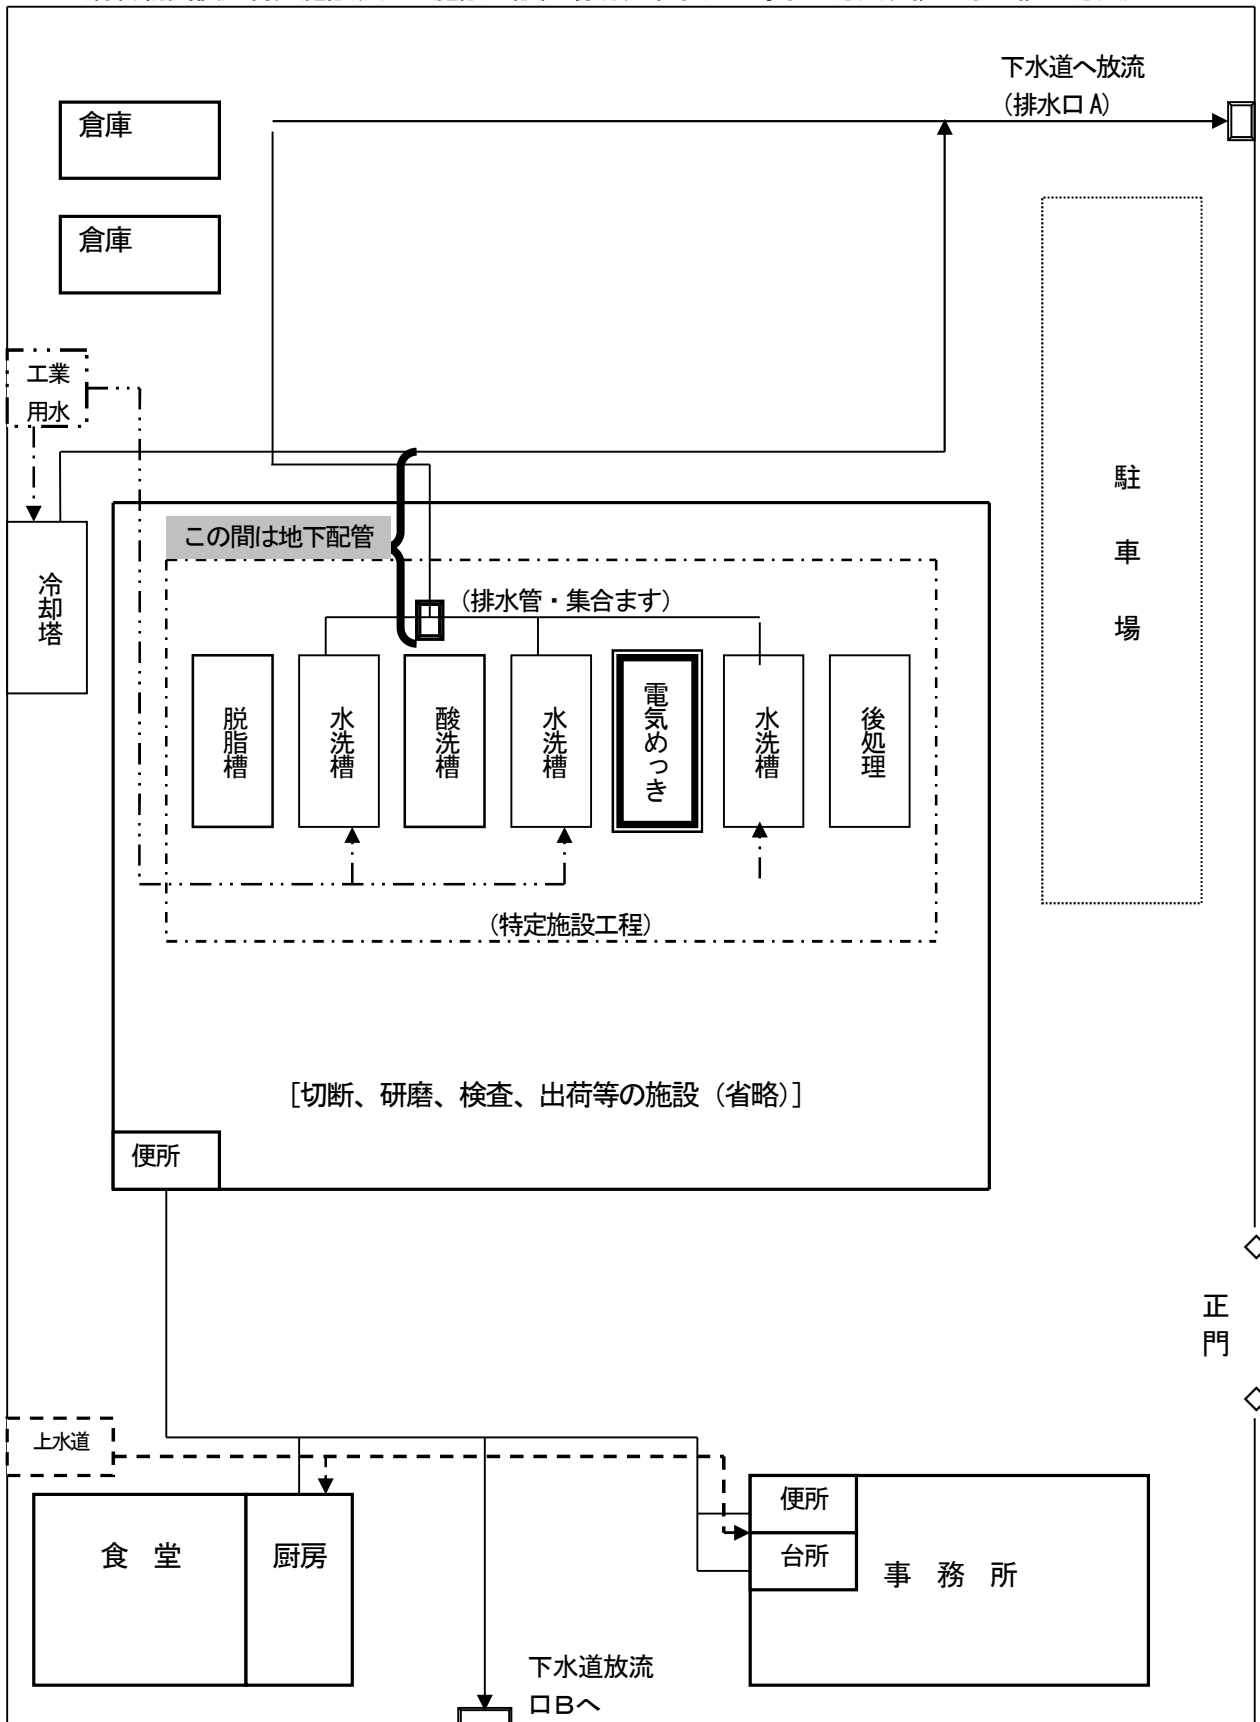 下水道へ放流
（排水口 A）
倉庫
倉庫
工業
用水
駐
車
場
この間は地下配管
冷却塔
（排水管・集合ます）
脱脂槽
水洗槽
酸洗槽
水洗槽
電気めっき
水洗槽
後処理
（特定施設工程）
［切断、研磨、検査、出荷等の施設（省略）］
便所
正
門
上水道
便所
食　堂
厨房
台所
事　務　所
下水道放流
口Ｂへ